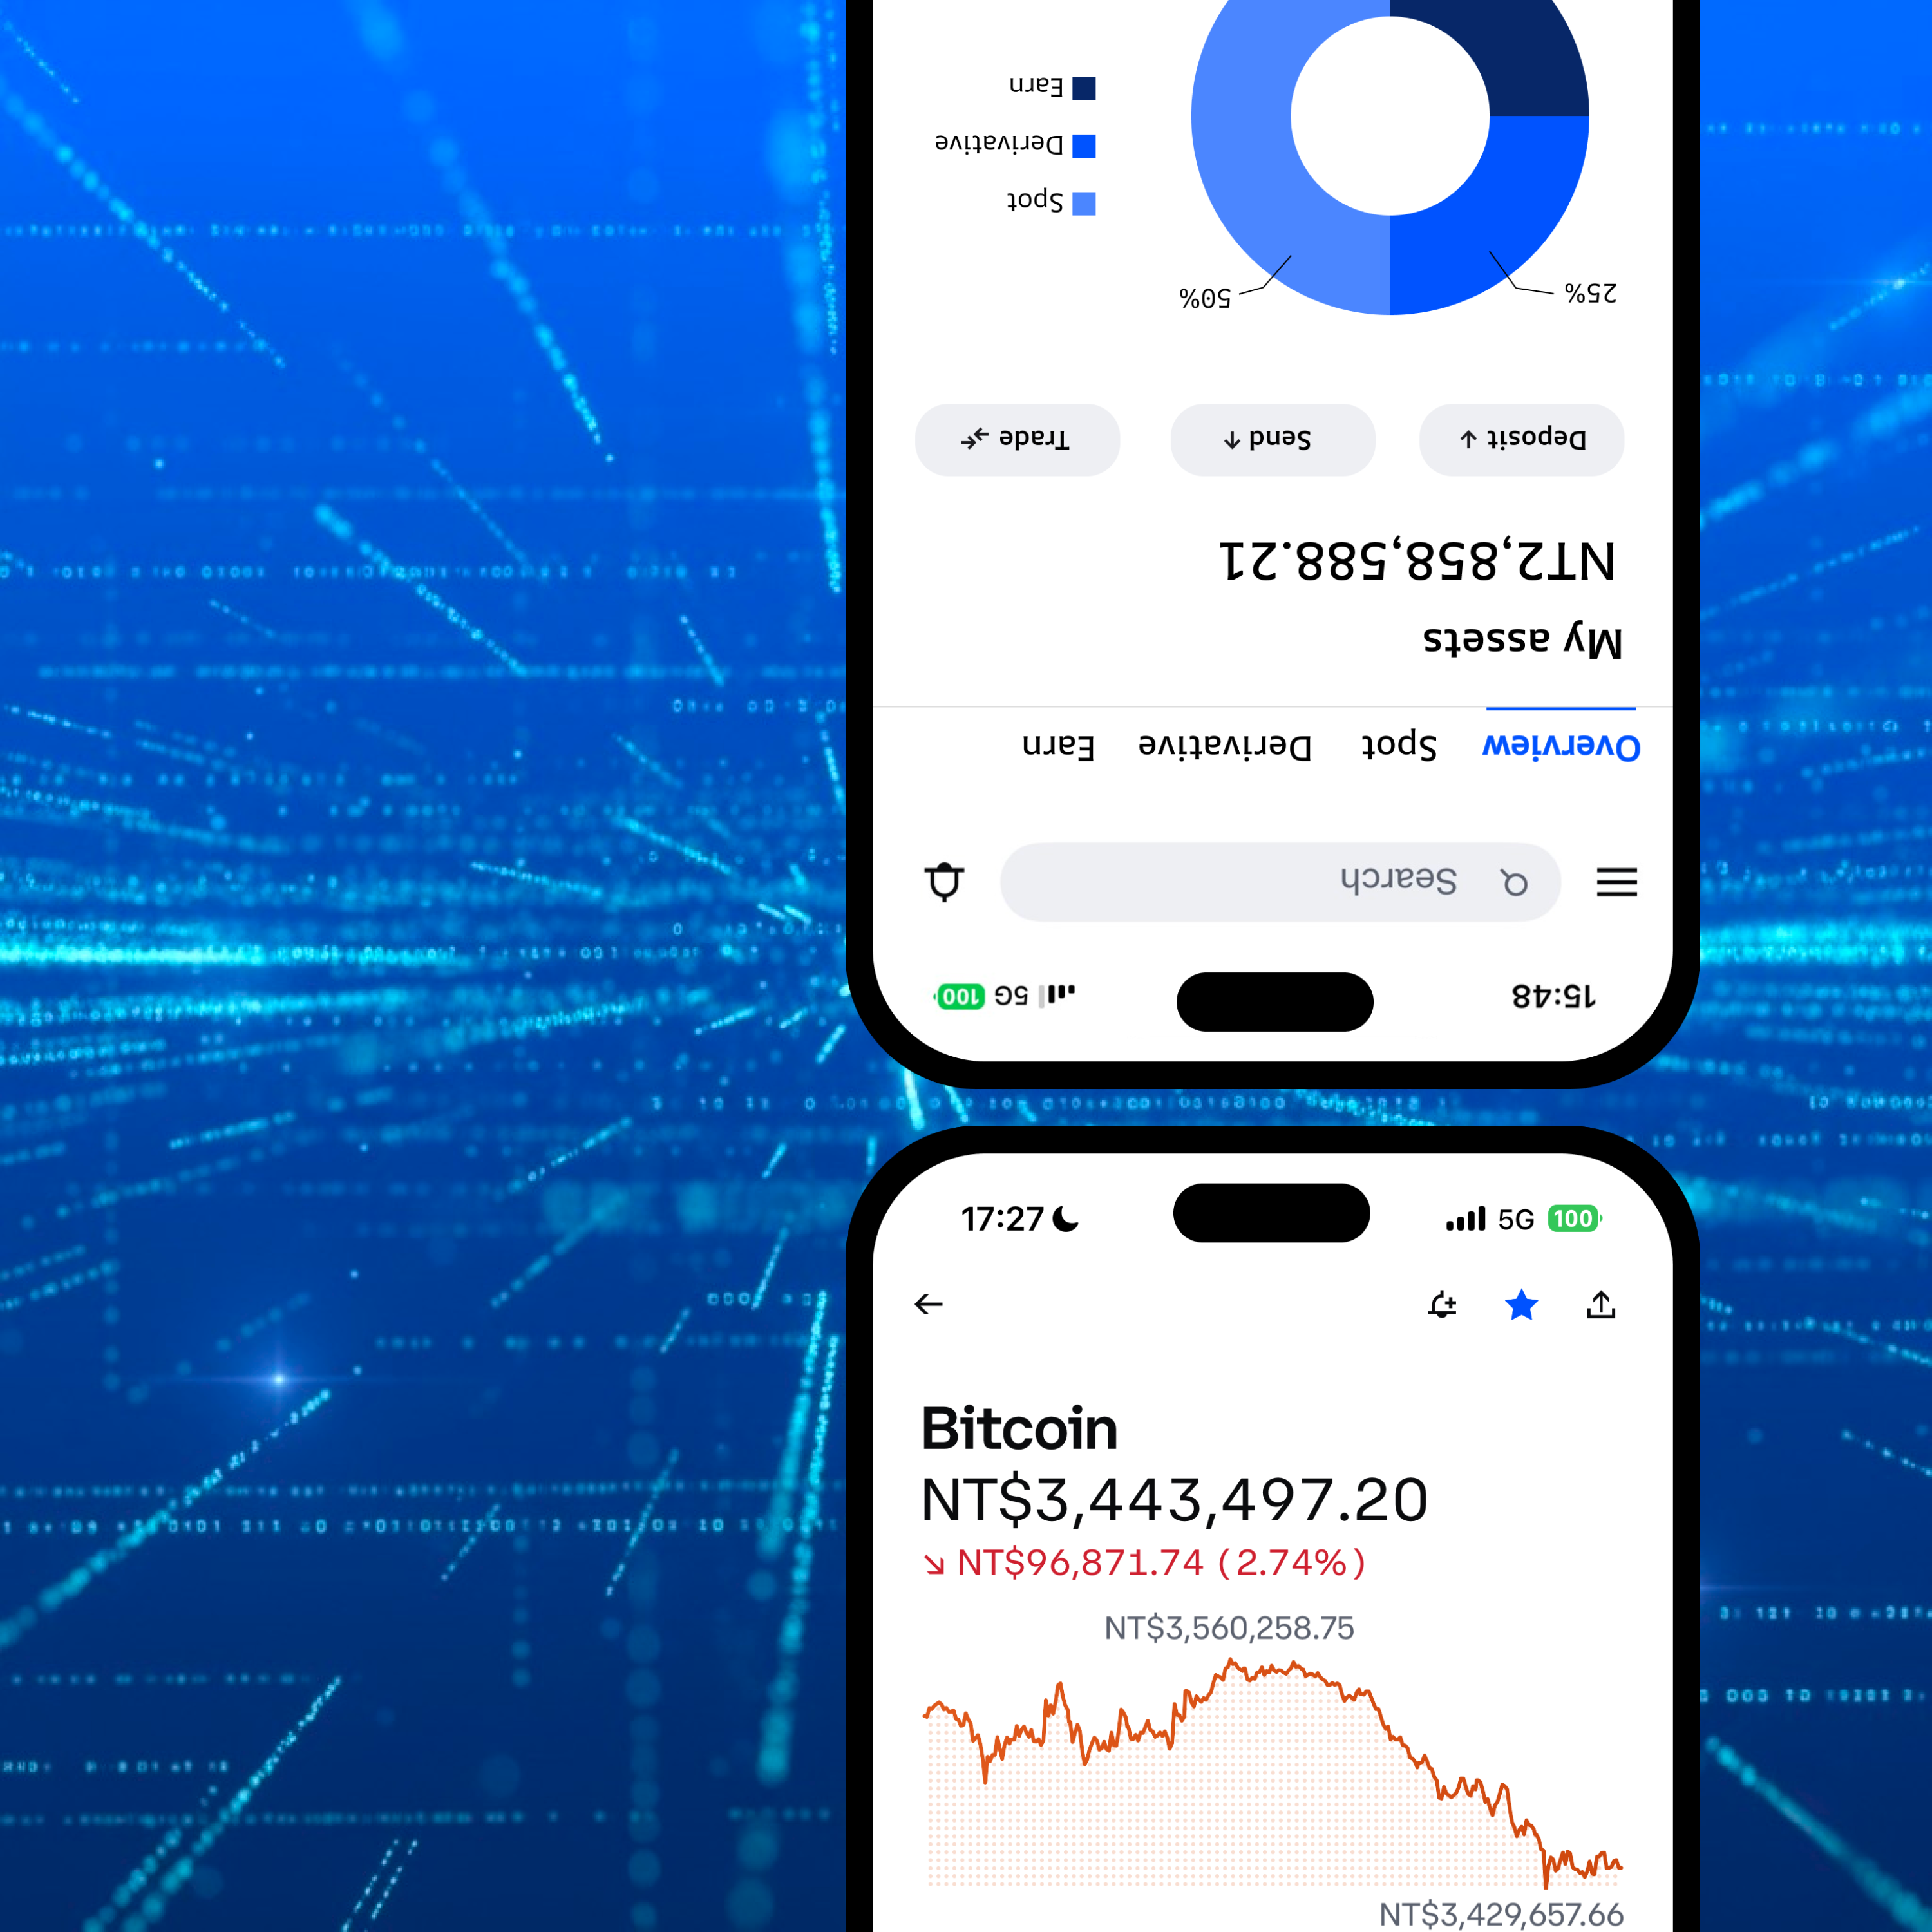 15:48
5G 100
Search
Overview Spot Derivative Earn
My assets
NT2,858,588.21
Deposit Send Trade
25%
50%
Spot
Derivative
Earn
17:27 5G 100
Bitcoin
NT$3,443,497.20
NT$96,871.74 (2.74%)
NT$3,560,258.75
NT$3,429,657.66